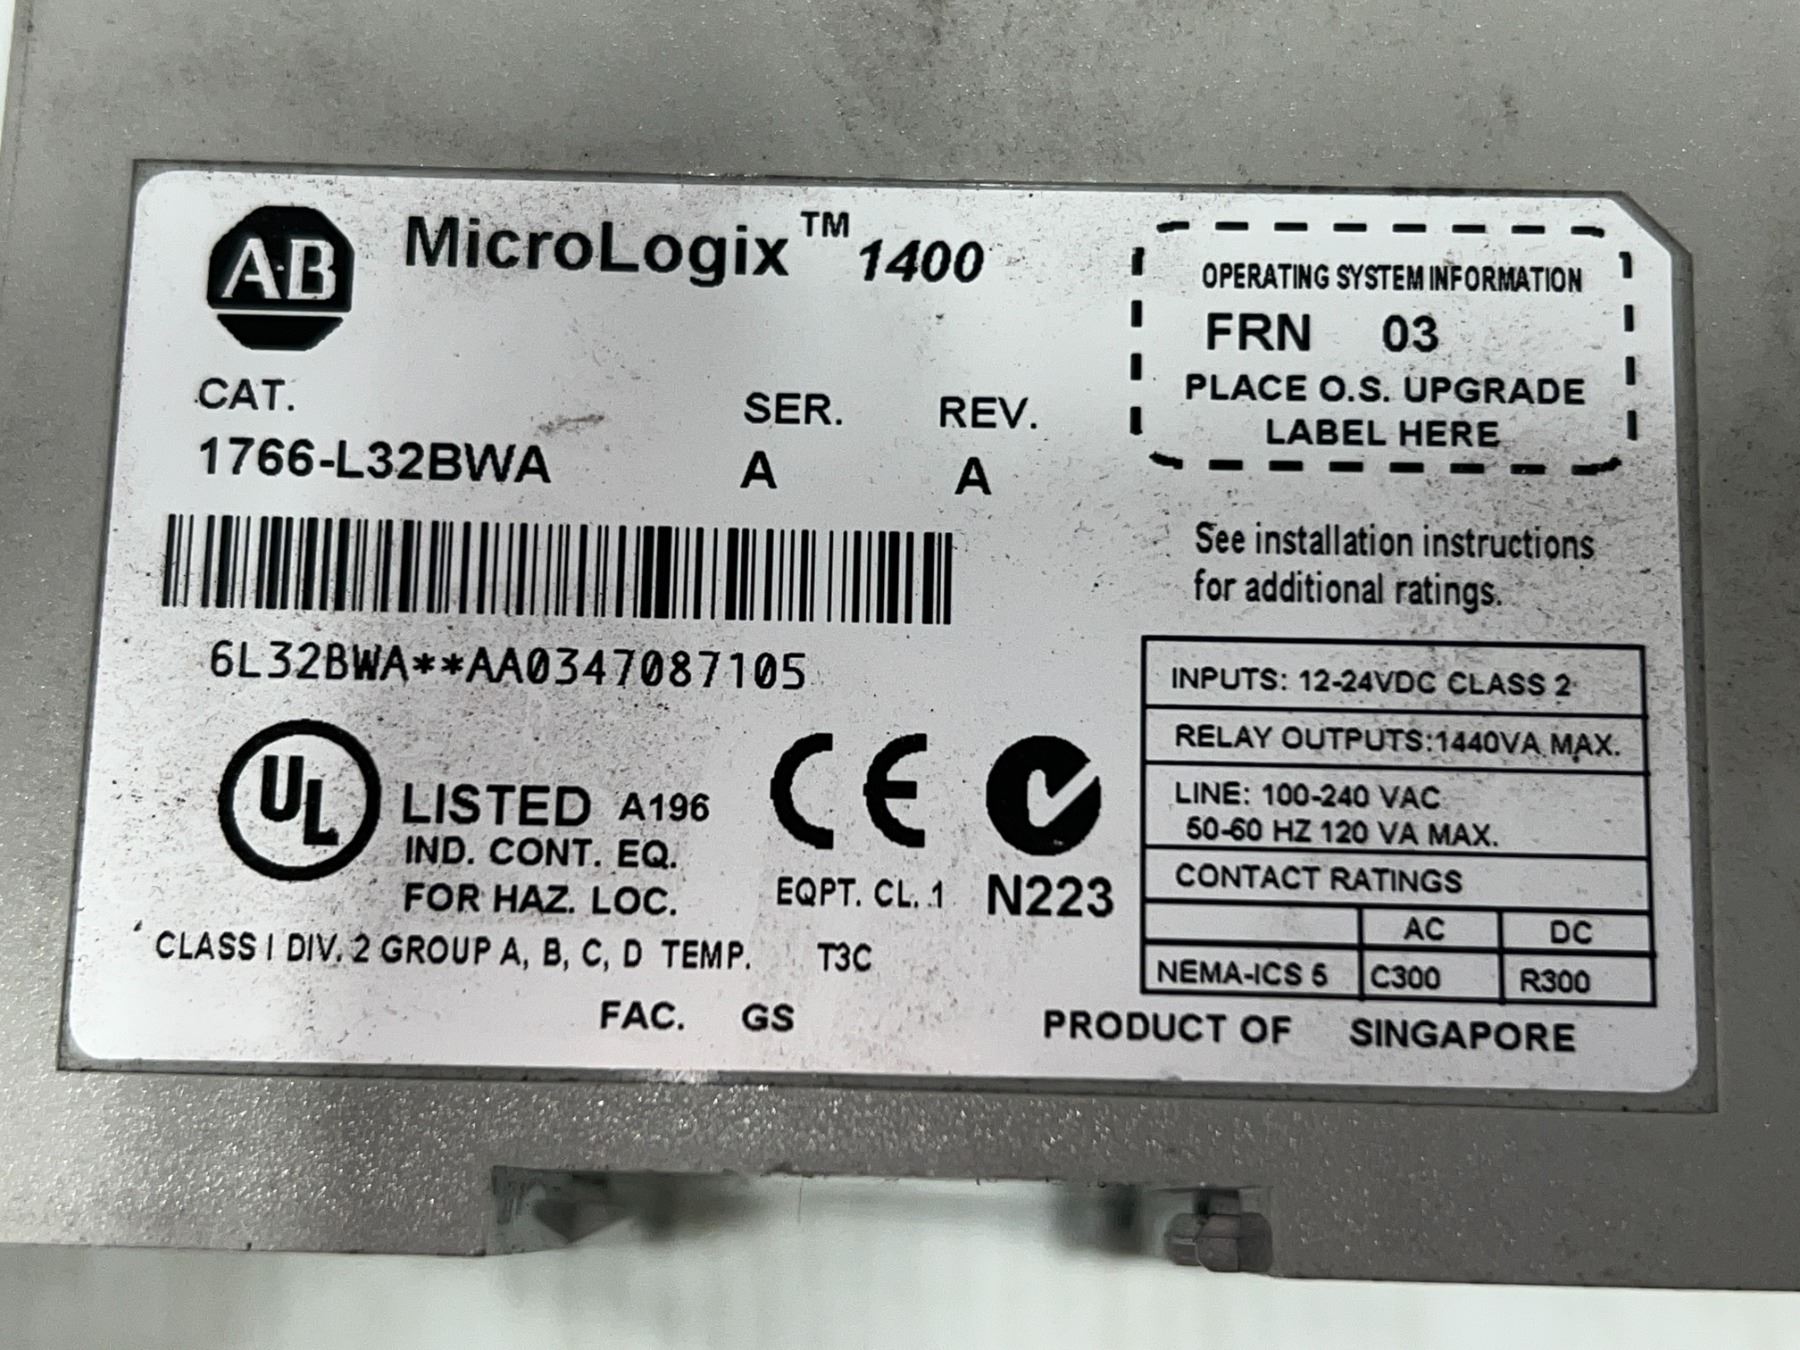 A·B MicroLogix™ 1400
CAT. SER. REV.
1766-L32BWA A A
6L32BWA**AA0347087105
UL LISTED A196
IND. CONT. EQ.
FOR HAZ. LOC.
CE
EQPT. CL. 1 N223
CLASS I DIV. 2 GROUP A, B, C, D TEMP. T3C
FAC. GS
OPERATING SYSTEM INFORMATION
FRN 03
PLACE O.S. UPGRADE
LABEL HERE
See installation instructions
for additional ratings.
INPUTS: 12-24VDC CLASS 2
RELAY OUTPUTS:1440VA MAX.
LINE: 100-240 VAC
50-60 HZ 120 VA MAX.
CONTACT RATINGS
AC DC
NEMA-ICS 5 C300 R300
PRODUCT OF SINGAPORE